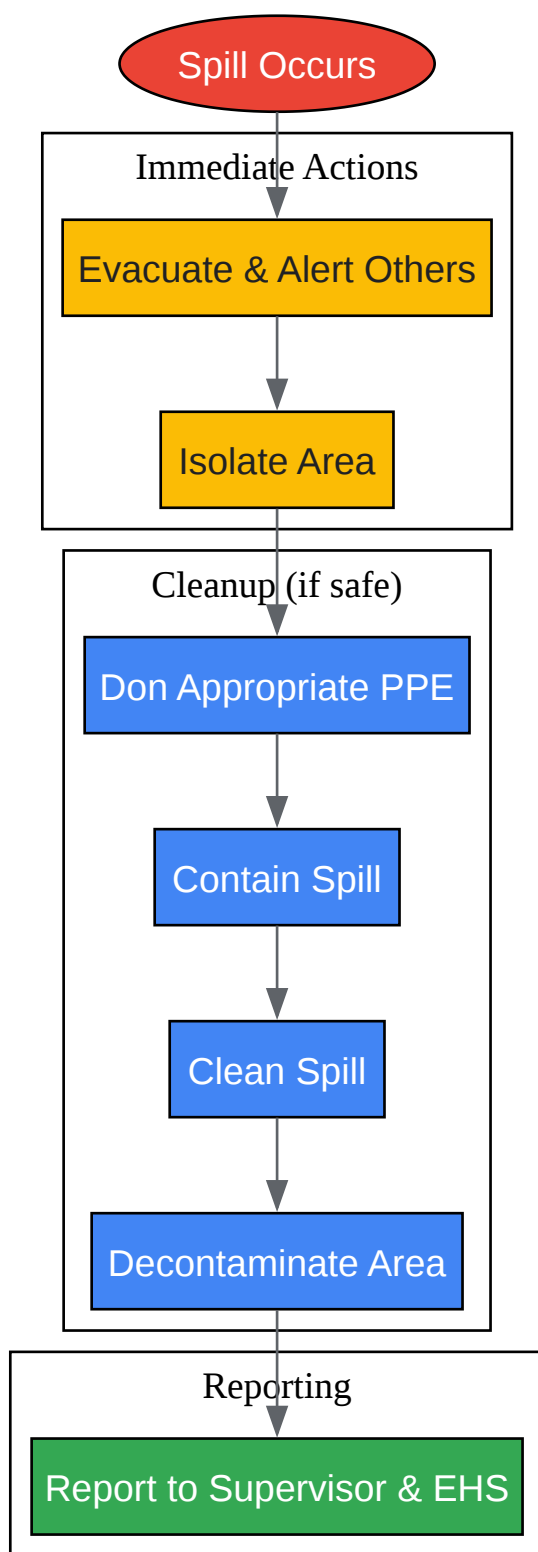 Spill Occurs
Immediate Actions
Evacuate & Alert Others
Isolate Area
Cleanup (if safe)
Don Appropriate PPE
Contain Spill
Clean Spill
Decontaminate Area
Reporting
Report to Supervisor & EHS